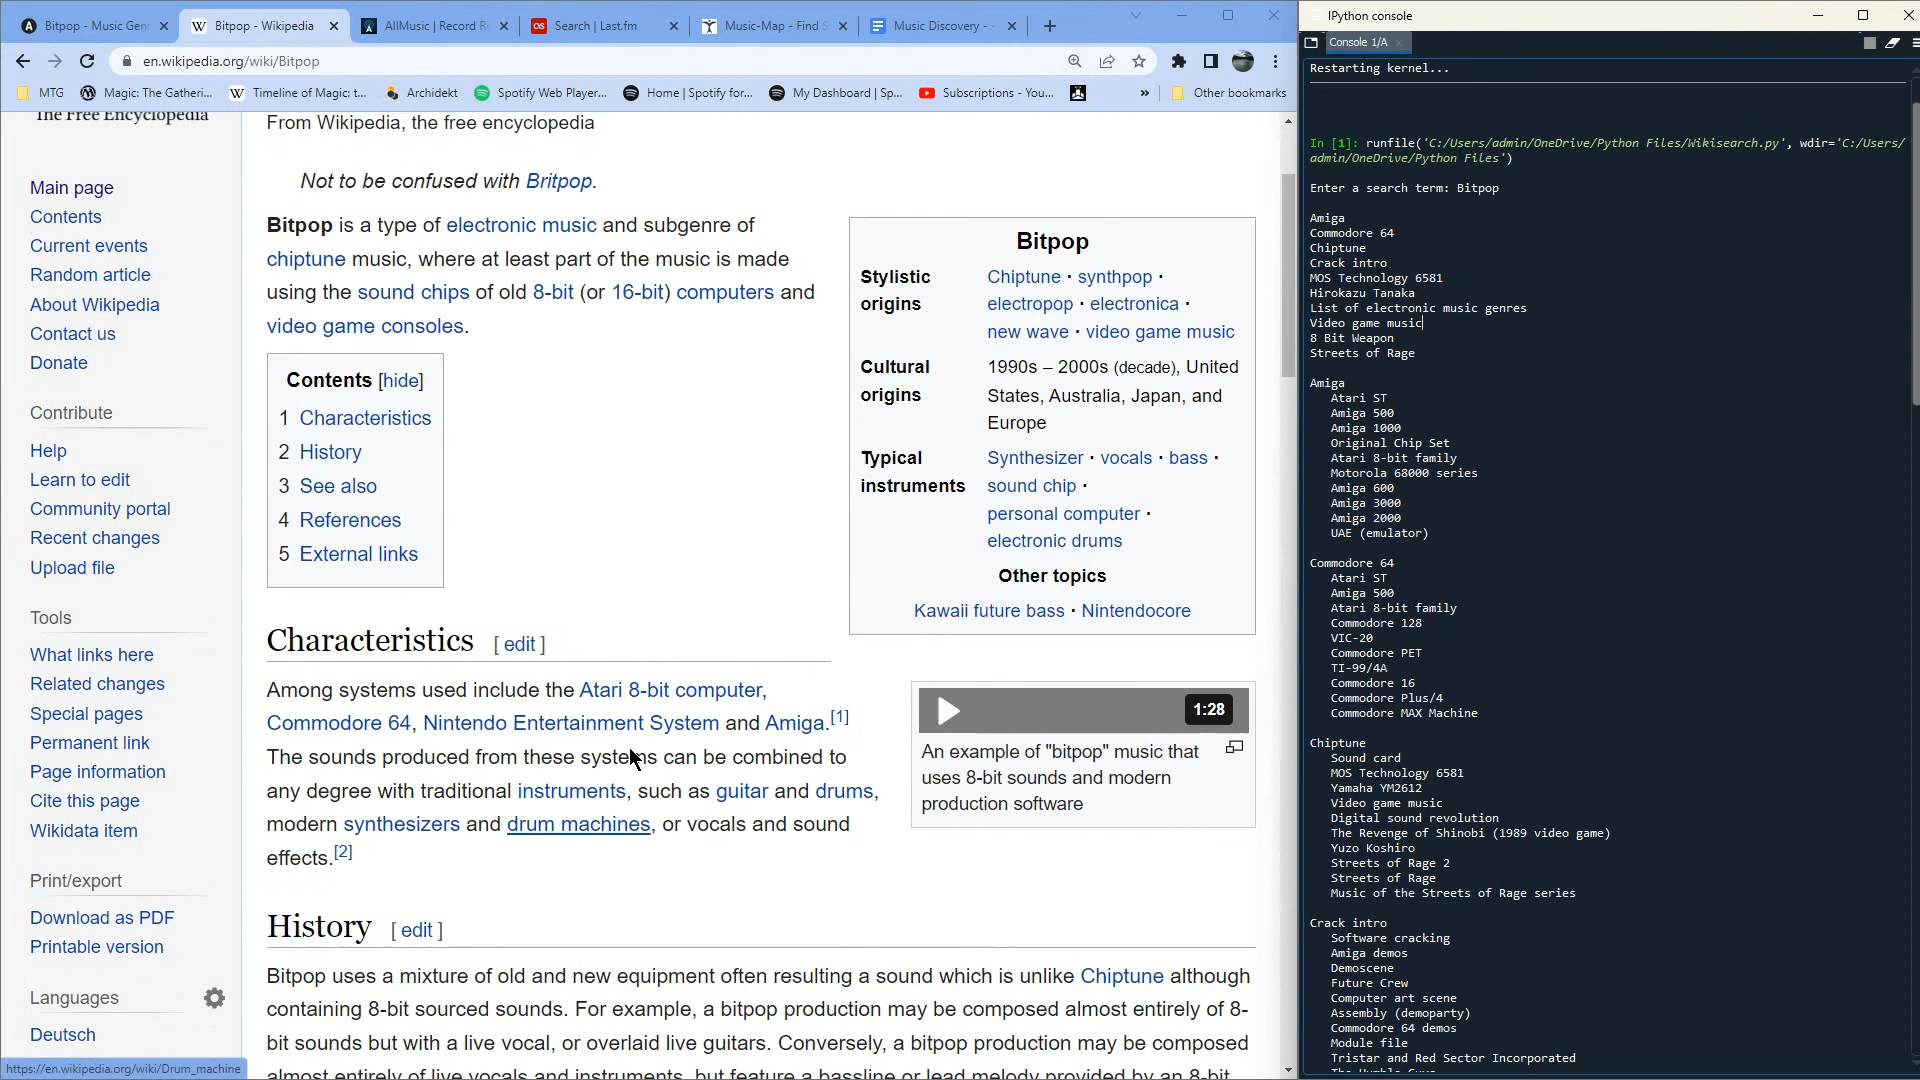 Bitpop - Music Gen
Bitpop - Wikipedia
AllMusic | Record Re
Search | Last.fm
Music-Map - Find S
Music Discovery -
en.wikipedia.org/wiki/Bitpop
MTG
Magic: The Gatheri...
Timeline of Magic: t...
Archidekt
Spotify Web Player...
Home | Spotify for...
My Dashboard | Sp...
Subscriptions - You...
»
Other bookmarks
The Free Encyclopedia
Main page
Contents
Current events
Random article
About Wikipedia
Contact us
Donate
Contribute
Help
Learn to edit
Community portal
Recent changes
Upload file
Tools
What links here
Related changes
Special pages
Permanent link
Page information
Cite this page
Wikidata item
Print/export
Download as PDF
Printable version
Languages
Deutsch
https://en.wikipedia.org/wiki/Drum_machine
From Wikipedia, the free encyclopedia
Not to be confused with Britpop.
Bitpop is a type of electronic music and subgenre of
chiptune music, where at least part of the music is made
using the sound chips of old 8-bit (or 16-bit) computers and
video game consoles.
Contents [hide]
1 Characteristics
2 History
3 See also
4 References
5 External links
Bitpop
Stylistic origins
Chiptune · synthpop ·
electropop · electronica ·
new wave · video game music
Cultural origins
1990s – 2000s (decade), United
States, Australia, Japan, and
Europe
Typical instruments
Synthesizer · vocals · bass ·
sound chip ·
personal computer ·
electronic drums
Other topics
Kawaii future bass · Nintendocore
Characteristics [ edit ]
Among systems used include the Atari 8-bit computer,
Commodore 64, Nintendo Entertainment System and Amiga.[1]
The sounds produced from these systems can be combined to
any degree with traditional instruments, such as guitar and drums,
modern synthesizers and drum machines, or vocals and sound
effects.[2]
1:28
An example of "bitpop" music that
uses 8-bit sounds and modern
production software
History [ edit ]
Bitpop uses a mixture of old and new equipment often resulting a sound which is unlike Chiptune although
containing 8-bit sourced sounds. For example, a bitpop production may be composed almost entirely of 8-
bit sounds but with a live vocal, or overlaid live guitars. Conversely, a bitpop production may be composed
almost entirely of live vocals and instruments, but feature a bassline or lead melody provided by an 8-bit
IPython console
Console 1/A
Restarting kernel...
In [1]: runfile('C:/Users/admin/OneDrive/Python Files/Wikisearch.py', wdir='C:/Users/
admin/OneDrive/Python Files')
Enter a search term: Bitpop
Amiga
Commodore 64
Chiptune
Crack intro
MOS Technology 6581
Hirokazu Tanaka
List of electronic music genres
Video game music
8 Bit Weapon
Streets of Rage
Amiga
Atari ST
Amiga 500
Amiga 1000
Original Chip Set
Atari 8-bit family
Motorola 68000 series
Amiga 600
Amiga 3000
Amiga 2000
UAE (emulator)
Commodore 64
Atari ST
Amiga 500
Atari 8-bit family
Commodore 128
VIC-20
Commodore PET
TI-99/4A
Commodore 16
Commodore Plus/4
Commodore MAX Machine
Chiptune
Sound card
MOS Technology 6581
Yamaha YM2612
Video game music
Digital sound revolution
The Revenge of Shinobi (1989 video game)
Yuzo Koshiro
Streets of Rage 2
Streets of Rage
Music of the Streets of Rage series
Crack intro
Software cracking
Amiga demos
Demoscene
Future Crew
Computer art scene
Assembly (demoparty)
Commodore 64 demos
Module file
Tristar and Red Sector Incorporated
The Humble Guys